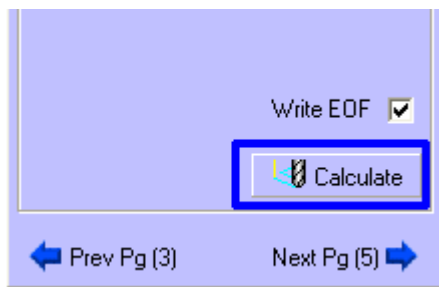 Write EOF
Calculate
Prev Pg (3) Next Pg (5)